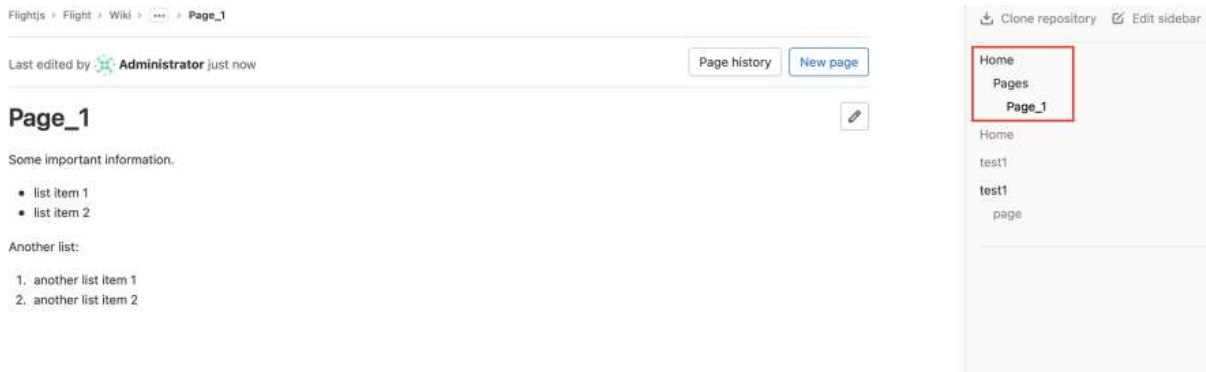 Flightjs › Flight › Wiki › ••• › Page_1
Last edited by Administrator just now
Page history
New page
Page_1
Some important information.
• list item 1
• list item 2
Another list:
1. another list item 1
2. another list item 2
Clone repository
Edit sidebar
Home
Pages
Page_1
Home
test1
test1
page